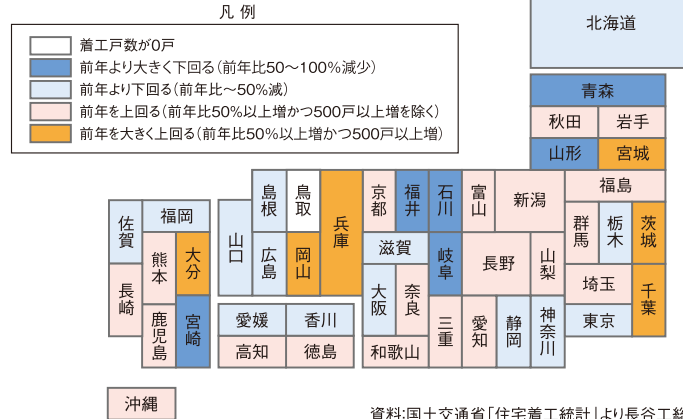 凡 例
着工戸数が0戸
前年より大きく下回る(前年比50〜100%減少)
前年より下回る(前年比〜50%減)
前年を上回る(前年比50%以上増かつ500戸以上増を除く)
前年を大きく上回る(前年比50%以上増かつ500戸以上増)
北海道
青森
秋田 岩手
山形 宮城
福島
島根 鳥取 兵庫 京都 福井 石川 富山 新潟
佐賀 福岡 山口 広島 岡山 滋賀 岐阜 長野 山梨 群馬 栃木 茨城
長崎 熊本 大分 大阪 奈良 埼玉 千葉
鹿児島 宮崎 愛媛 香川 三重 愛知 静岡 神奈川 東京
高知 徳島 和歌山
沖縄
資料:国土交通省「住宅着工統計」より長谷工総